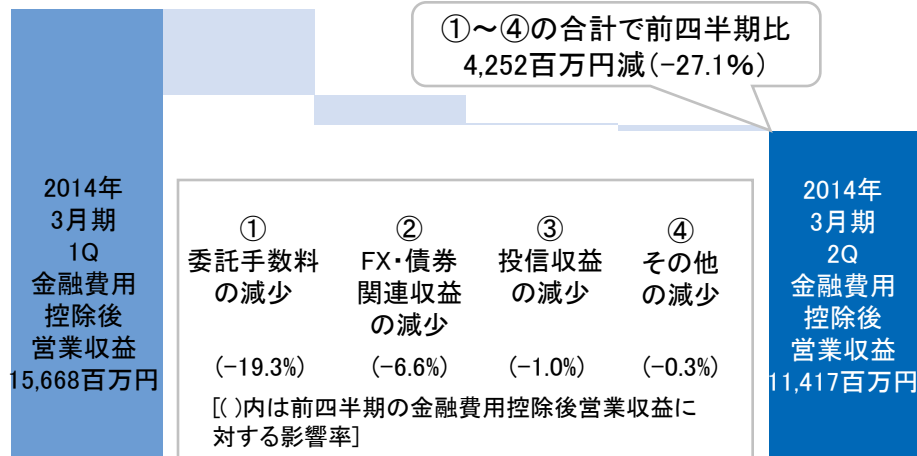 ①～④の合計で前四半期比
4,252百万円減(−27.1%)
2014年
3月期
1Q
金融費用
控除後
営業収益
15,668百万円
①
委託手数料
の減少
(−19.3%)
②
FX・債券
関連収益
の減少
(−6.6%)
③
投信収益
の減少
(−1.0%)
④
その他
の減少
(−0.3%)
[( )内は前四半期の金融費用控除後営業収益に
対する影響率]
2014年
3月期
2Q
金融費用
控除後
営業収益
11,417百万円